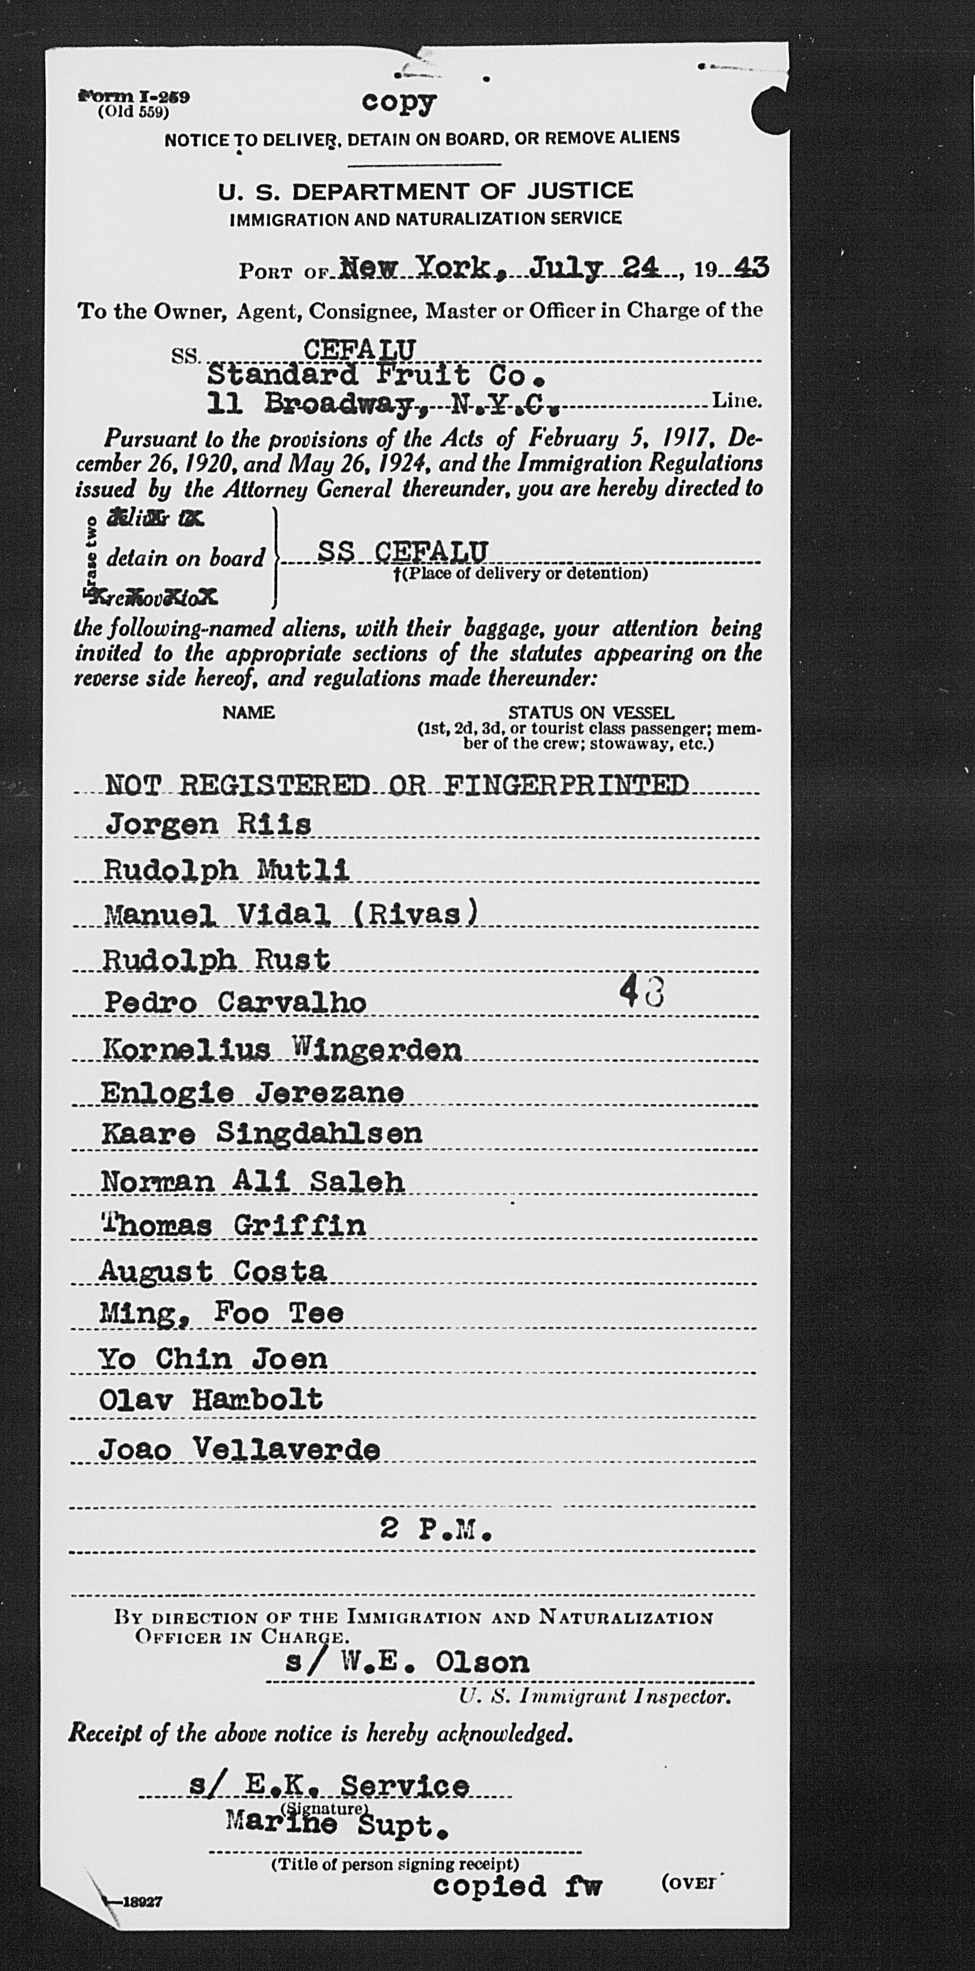 Form I-259
(Old 559)
copy
NOTICE TO DELIVER, DETAIN ON BOARD, OR REMOVE ALIENS
U. S. DEPARTMENT OF JUSTICE
IMMIGRATION AND NATURALIZATION SERVICE
PORT OF New York, July 24, 1943
To the Owner, Agent, Consignee, Master or Officer in Charge of the
SS. CEFALU
Standard Fruit Co.
11 Broadway, N.Y.C. Line.
Pursuant to the provisions of the Acts of February 5, 1917, De-
cember 26, 1920, and May 26, 1924, and the Immigration Regulations
issued by the Attorney General thereunder, you are hereby directed to
Erase two
detain on board } SS CEFALU
†(Place of delivery or detention)
the following-named aliens, with their baggage, your attention being
invited to the appropriate sections of the statutes appearing on the
reverse side hereof, and regulations made thereunder:
NAME STATUS ON VESSEL
(1st, 2d, 3d, or tourist class passenger; mem-
ber of the crew; stowaway, etc.)
NOT REGISTERED OR FINGERPRINTED
Jorgen Riis
Rudolph Mutli
Manuel Vidal (Rivas)
Rudolph Rust
Pedro Carvalho 43
Kornelius Wingerden
Enlogie Jerezane
Kaare Singdahlsen
Norman Ali Saleh
Thomas Griffin
August Costa
Ming, Foo Tee
Yo Chin Joen
Olav Hambolt
Joao Vellaverde
2 P.M.
BY DIRECTION OF THE IMMIGRATION AND NATURALIZATION
OFFICER IN CHARGE.
s/ W.E. Olson
U. S. Immigrant Inspector.
Receipt of the above notice is hereby acknowledged.
s/ E.K. Service
(Signature)
Marine Supt.
(Title of person signing receipt)
copied fw
(OVER
—18927